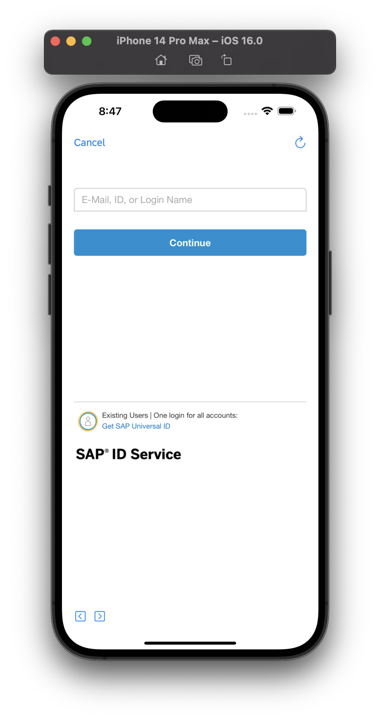 iPhone 14 Pro Max – iOS 16.0
8:47
Cancel
E-Mail, ID, or Login Name
Continue
Existing Users | One login for all accounts:
Get SAP Universal ID
SAP® ID Service